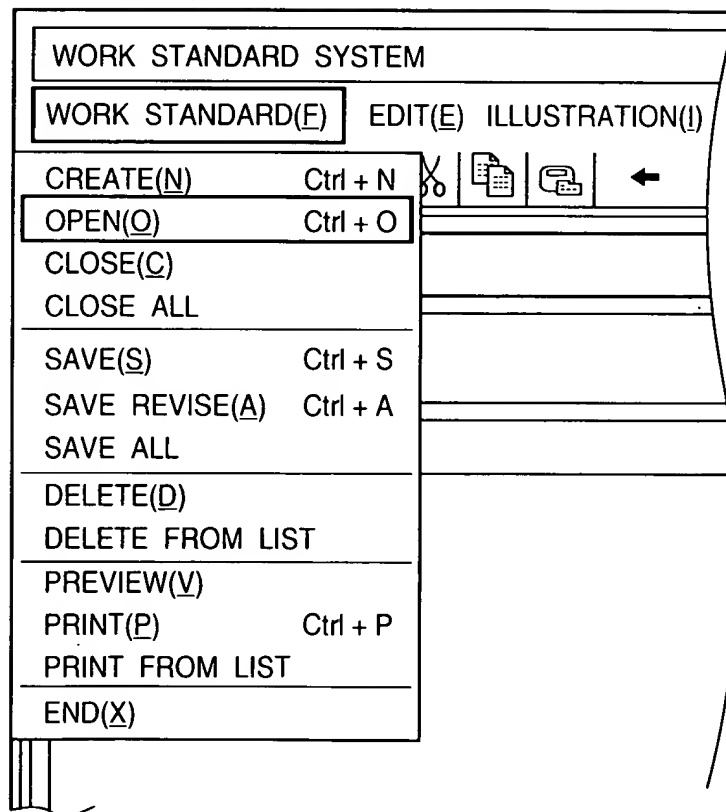 WORK STANDARD SYSTEM
WORK STANDARD(F) EDIT(E) ILLUSTRATION(I)
CREATE(N) Ctrl + N
OPEN(O) Ctrl + O
CLOSE(C)
CLOSE ALL
SAVE(S) Ctrl + S
SAVE REVISE(A) Ctrl + A
SAVE ALL
DELETE(D)
DELETE FROM LIST
PREVIEW(V)
PRINT(P) Ctrl + P
PRINT FROM LIST
END(X)